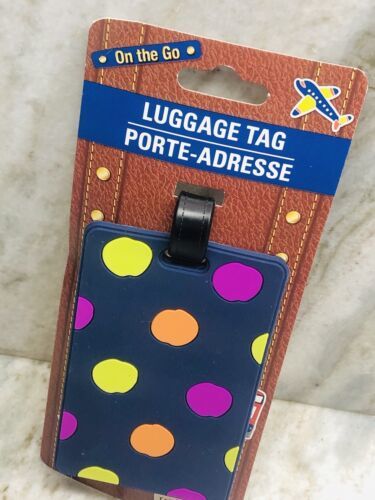 On the Go
LUGGAGE TAG
PORTE-ADRESSE